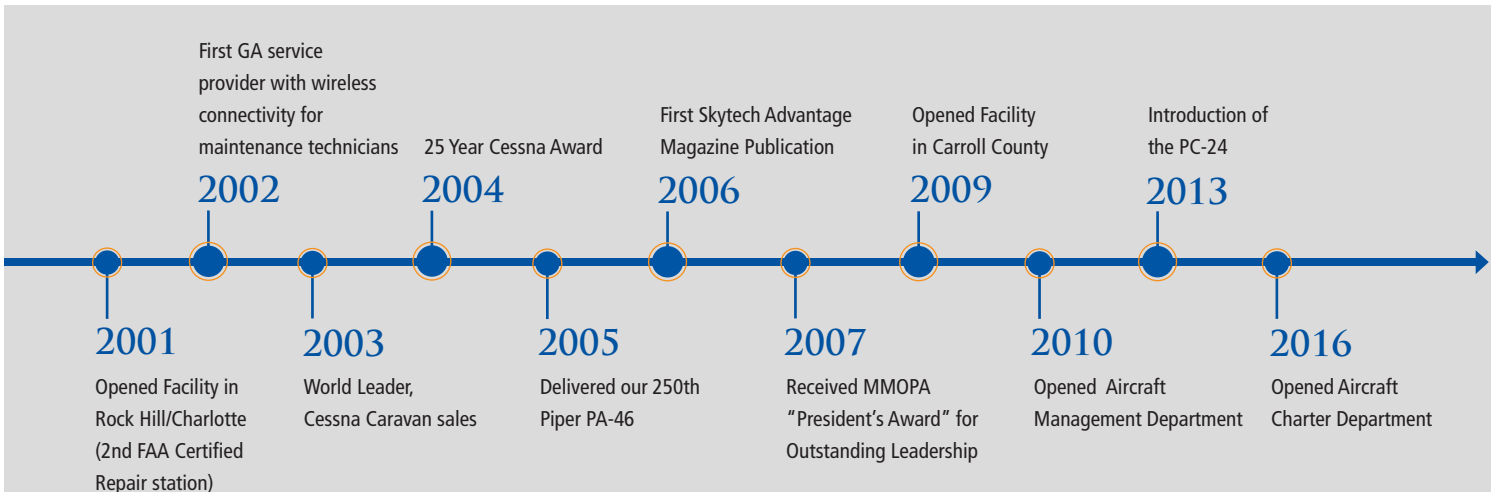 First GA service
provider with wireless
connectivity for
maintenance technicians
2002
25 Year Cessna Award
2004
First Skytech Advantage
Magazine Publication
2006
Opened Facility
in Carroll County
2009
Introduction of
the PC-24
2013
2001
Opened Facility in
Rock Hill/Charlotte
(2nd FAA Certified
Repair station)
2003
World Leader,
Cessna Caravan sales
2005
Delivered our 250th
Piper PA-46
2007
Received MMOPA
“President’s Award” for
Outstanding Leadership
2010
Opened Aircraft
Management Department
2016
Opened Aircraft
Charter Department